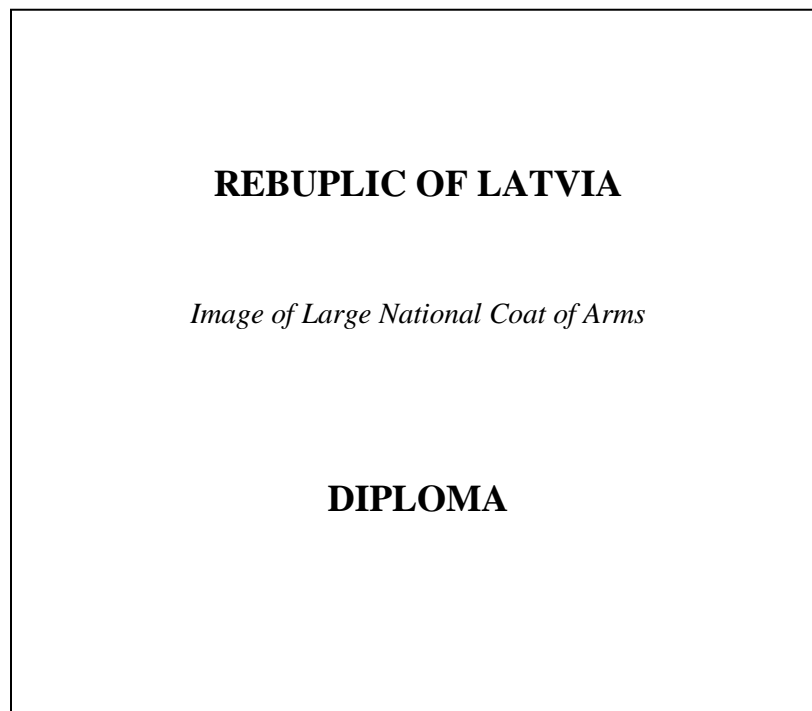 REBUPLIC OF LATVIA
Image of Large National Coat of Arms
DIPLOMA